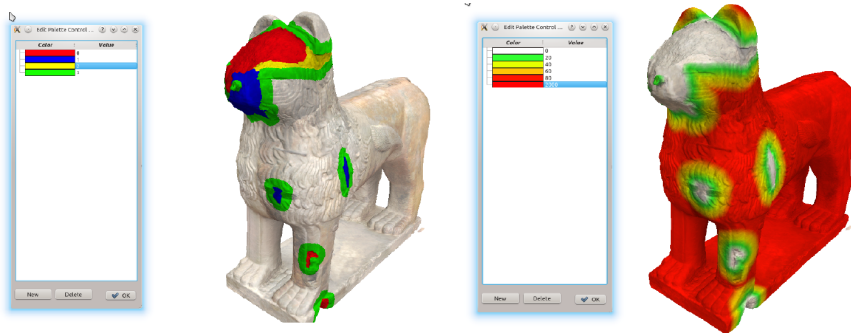 Edit Palette Control ...
Color Value
0
3
New Delete OK
Edit Palette Control ...
Color Value
0
20
40
60
80
New Delete OK